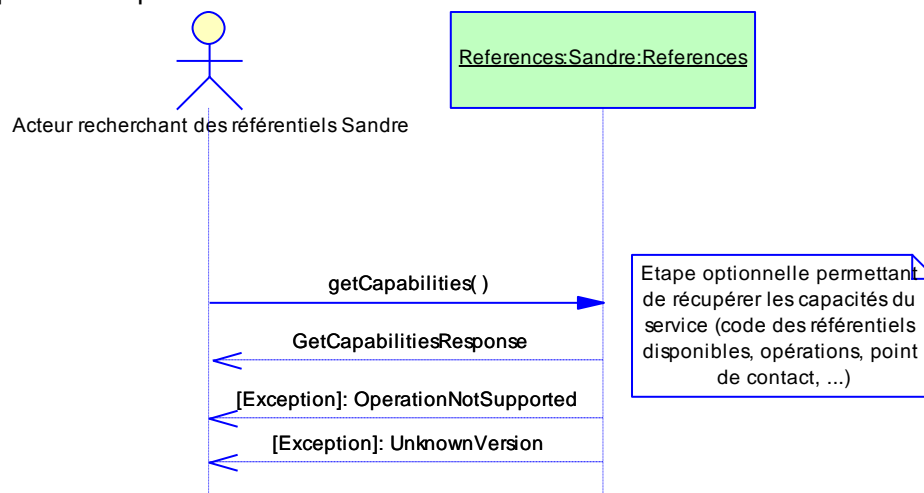 References:Sandre:References
Acteur recherchant des référentiels Sandre
getCapabilities( )
Etape optionnelle permettant
de récupérer les capacités du
service (code des référentiels
disponibles, opérations, point
de contact, ...)
GetCapabilitiesResponse
[Exception]: OperationNotSupported
[Exception]: UnknownVersion